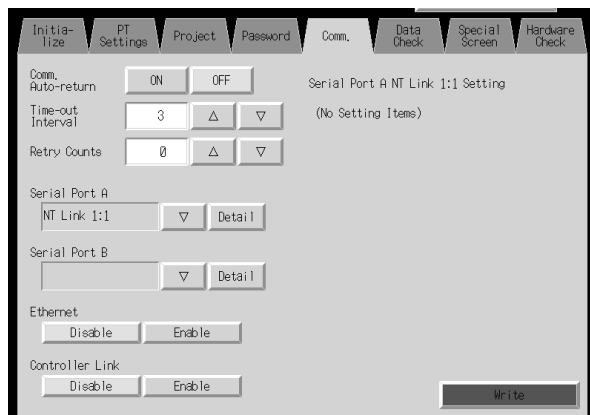 Initia-
lize
PT
Settings
Project
Password
Comm.
Data
Check
Special
Screen
Hardware
Check
Comm.
Auto-return
ON
OFF
Time-out
Interval
3
△
▽
Retry Counts
0
△
▽
Serial Port A
NT Link 1:1
▽
Detail
Serial Port B
▽
Detail
Ethernet
Disable
Enable
Controller Link
Disable
Enable
Serial Port A NT Link 1:1 Setting
(No Setting Items)
Write